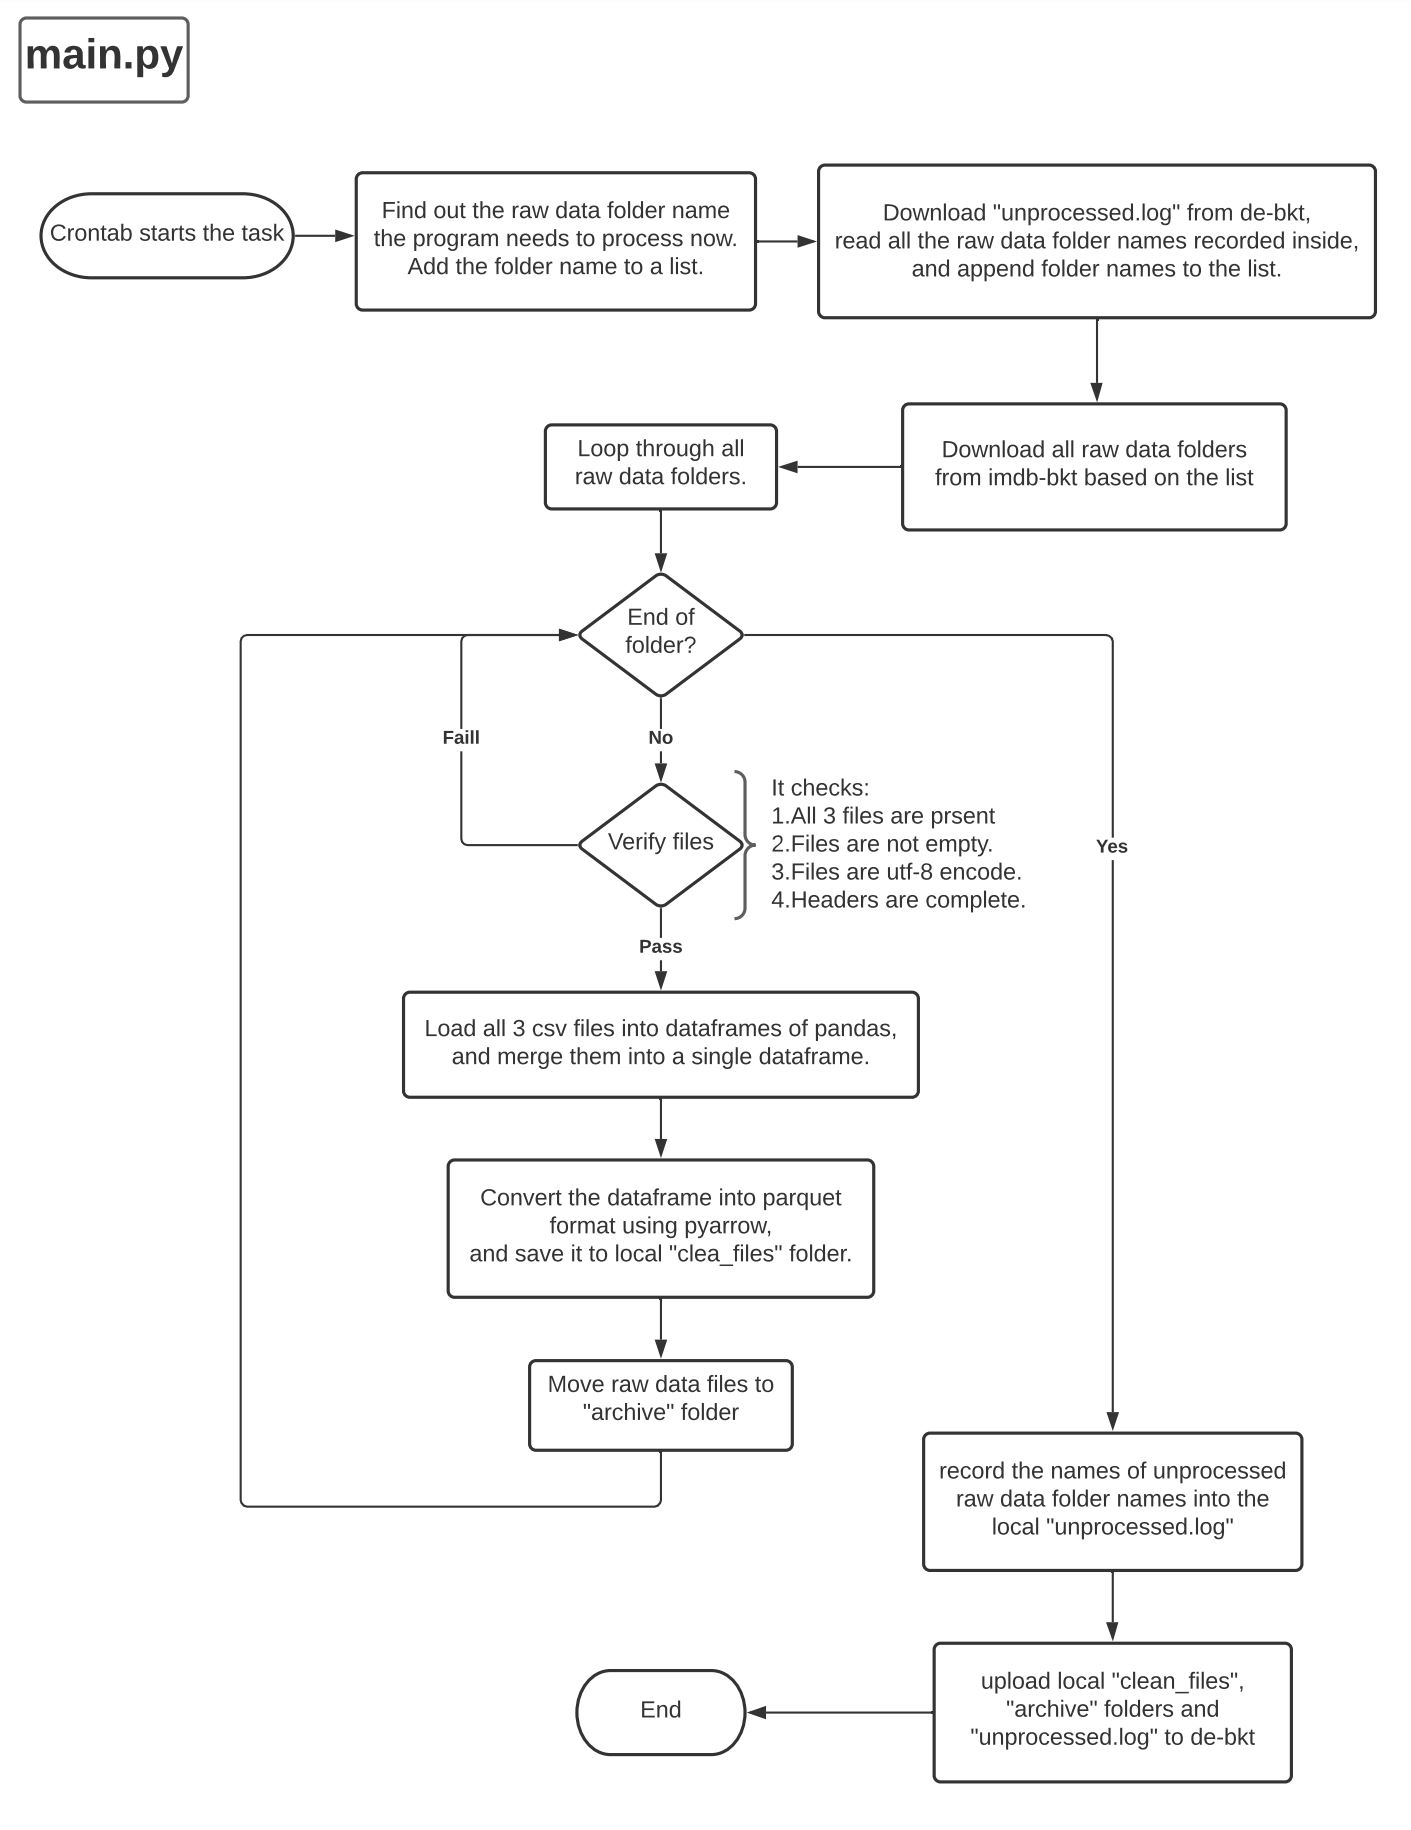 main.py
Crontab starts the task
Find out the raw data folder name
the program needs to process now.
Add the folder name to a list.
Download "unprocessed.log" from de-bkt,
read all the raw data folder names recorded inside,
and append folder names to the list.
Download all raw data folders
from imdb-bkt based on the list
Loop through all
raw data folders.
End of
folder?
Faill
No
Verify files
It checks:
1.All 3 files are prsent
2.Files are not empty.
3.Files are utf-8 encode.
4.Headers are complete.
Yes
Pass
Load all 3 csv files into dataframes of pandas,
and merge them into a single dataframe.
Convert the dataframe into parquet
format using pyarrow,
and save it to local "clea_files" folder.
Move raw data files to
"archive" folder
record the names of unprocessed
raw data folder names into the
local "unprocessed.log"
upload local "clean_files",
"archive" folders and
"unprocessed.log" to de-bkt
End